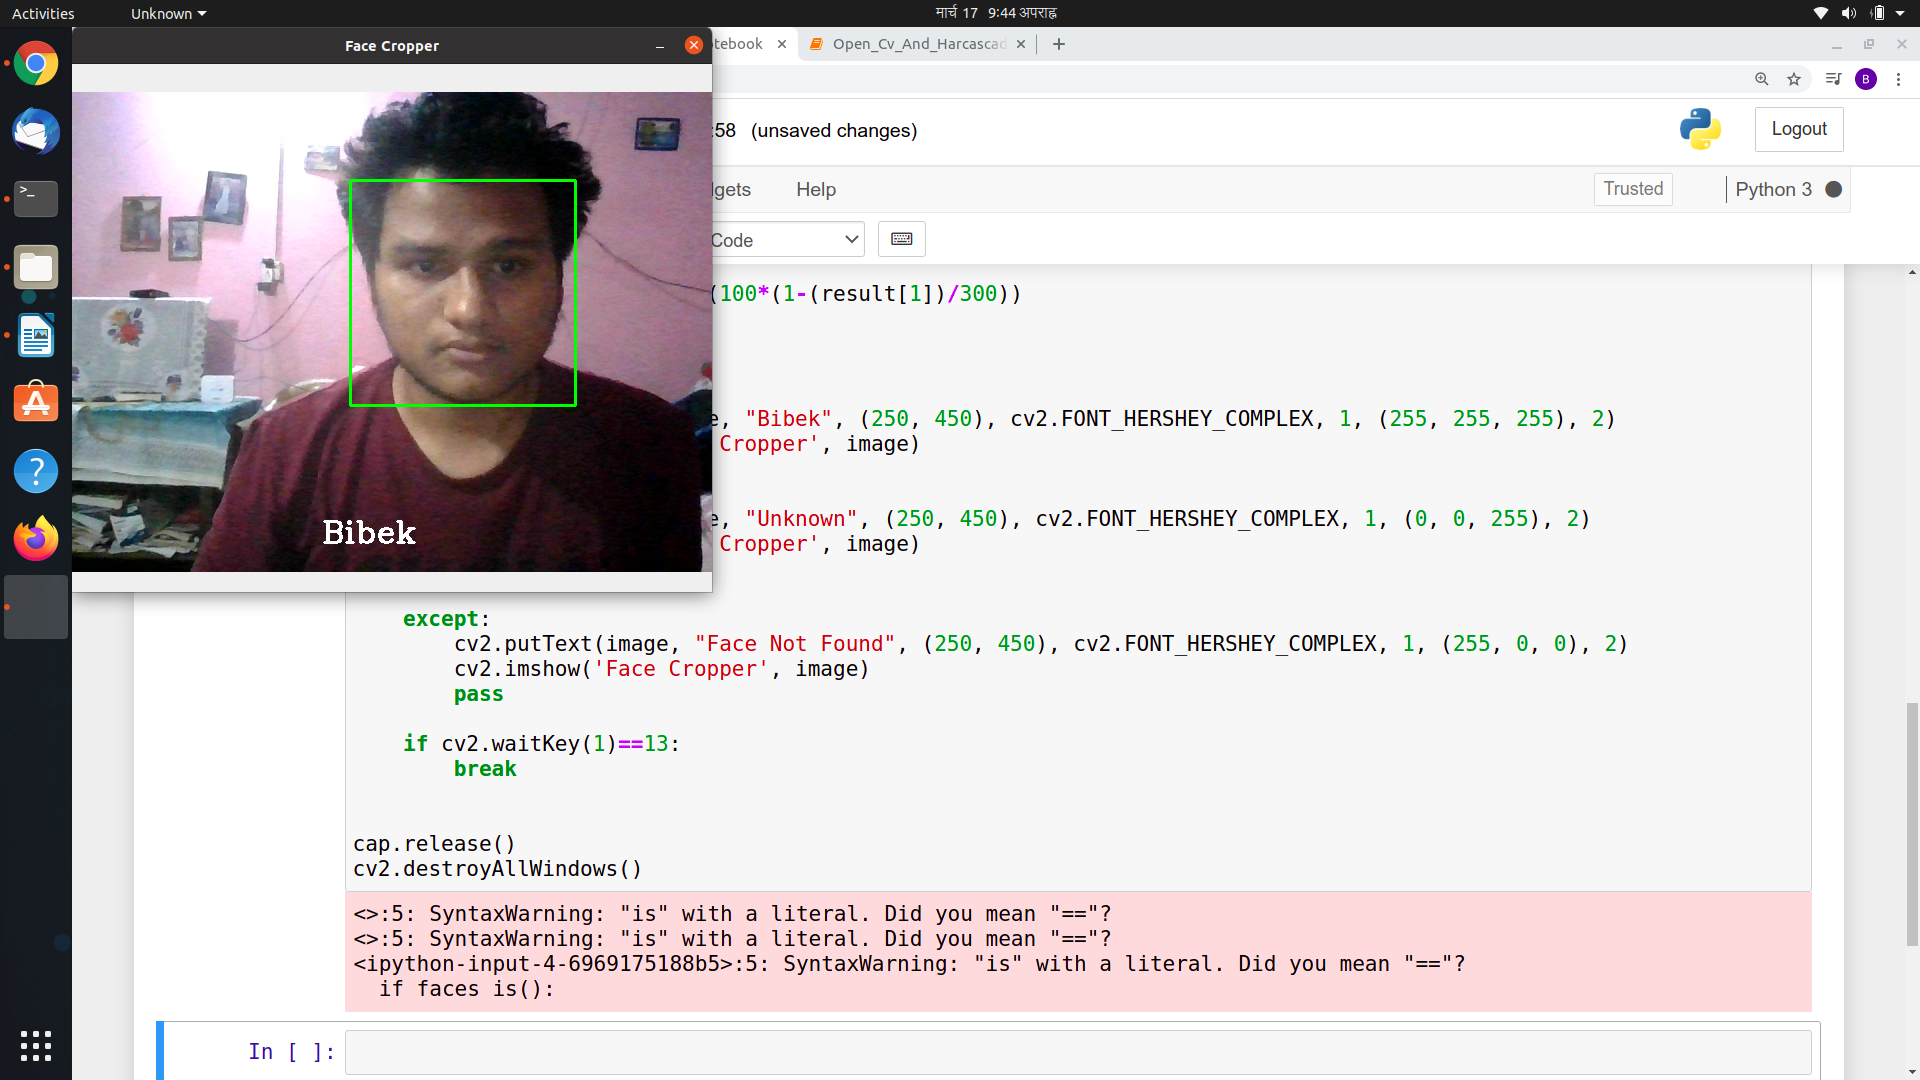 Activities
Unknown
मार्च 17 9:44 अपराह्न
Face Cropper
tebook
Open_Cv_And_Harcascad
B
:58 (unsaved changes)
Logout
dgets
Help
Trusted
Python 3
Code
(100*(1-(result[1])/300))
e, "Bibek", (250, 450), cv2.FONT_HERSHEY_COMPLEX, 1, (255, 255, 255), 2)
Cropper', image)
e, "Unknown", (250, 450), cv2.FONT_HERSHEY_COMPLEX, 1, (0, 0, 255), 2)
Cropper', image)
Bibek
except:
cv2.putText(image, "Face Not Found", (250, 450), cv2.FONT_HERSHEY_COMPLEX, 1, (255, 0, 0), 2)
cv2.imshow('Face Cropper', image)
pass
if cv2.waitKey(1)==13:
break
cap.release()
cv2.destroyAllWindows()
<>:5: SyntaxWarning: "is" with a literal. Did you mean "=="?
<>:5: SyntaxWarning: "is" with a literal. Did you mean "=="?
<ipython-input-4-6969175188b5>:5: SyntaxWarning: "is" with a literal. Did you mean "=="?
if faces is():
In [ ]: